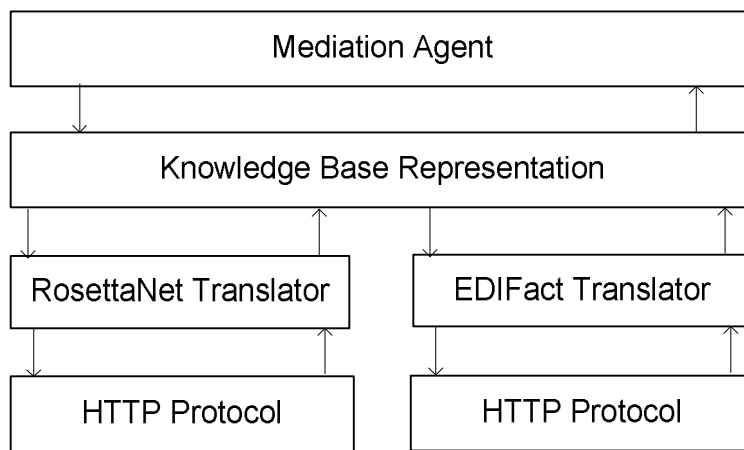 Mediation Agent
Knowledge Base Representation
RosettaNet Translator
EDIFact Translator
HTTP Protocol
HTTP Protocol